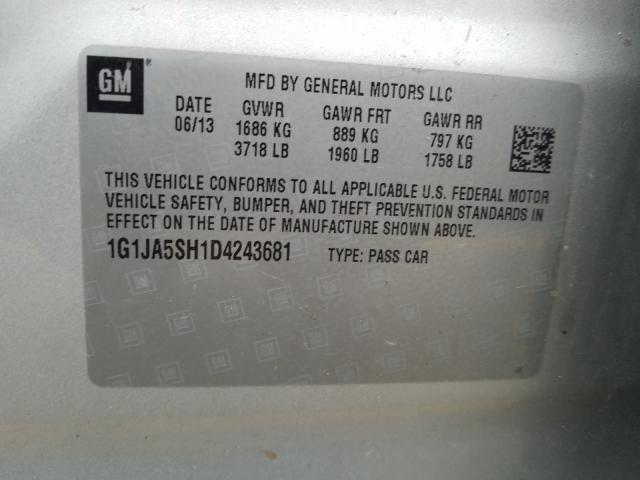 GM
MFD BY GENERAL MOTORS LLC
DATE GVWR GAWR FRT GAWR RR
06/13 1686 KG 889 KG 797 KG
3718 LB 1960 LB 1758 LB
THIS VEHICLE CONFORMS TO ALL APPLICABLE U.S. FEDERAL MOTOR
VEHICLE SAFETY, BUMPER, AND THEFT PREVENTION STANDARDS IN
EFFECT ON THE DATE OF MANUFACTURE SHOWN ABOVE.
1G1JA5SH1D4243681 TYPE: PASS CAR